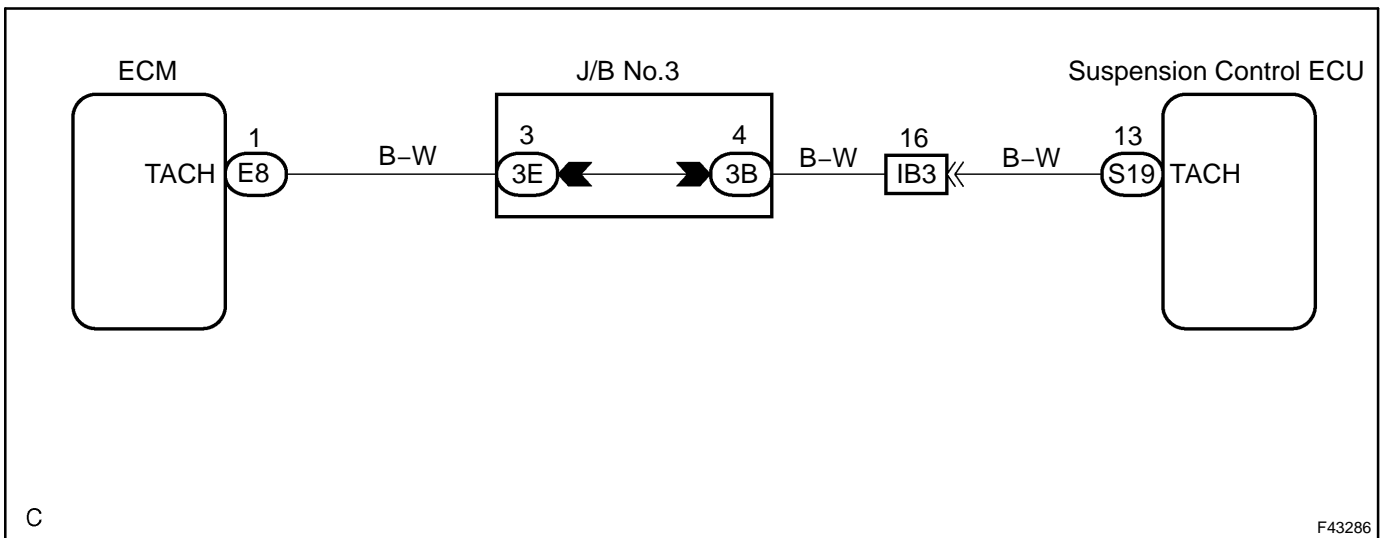 ECM
J/B No.3
Suspension Control ECU
1
3
4
16
13
B−W
B−W
B−W
TACH
E8
3E
3B
IB3
S19
TACH
C
F43286